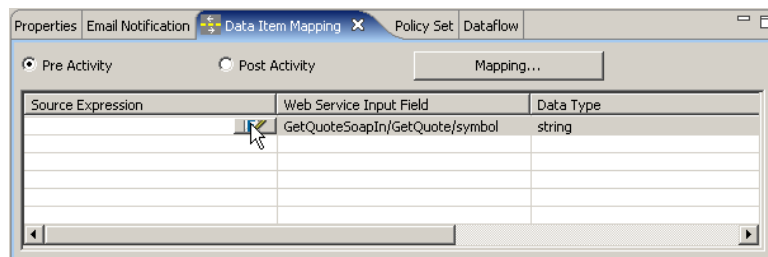 Properties Email Notification Data Item Mapping Policy Set Dataflow
Pre Activity Post Activity Mapping...
Source Expression Web Service Input Field Data Type
GetQuoteSoapIn/GetQuote/symbol string